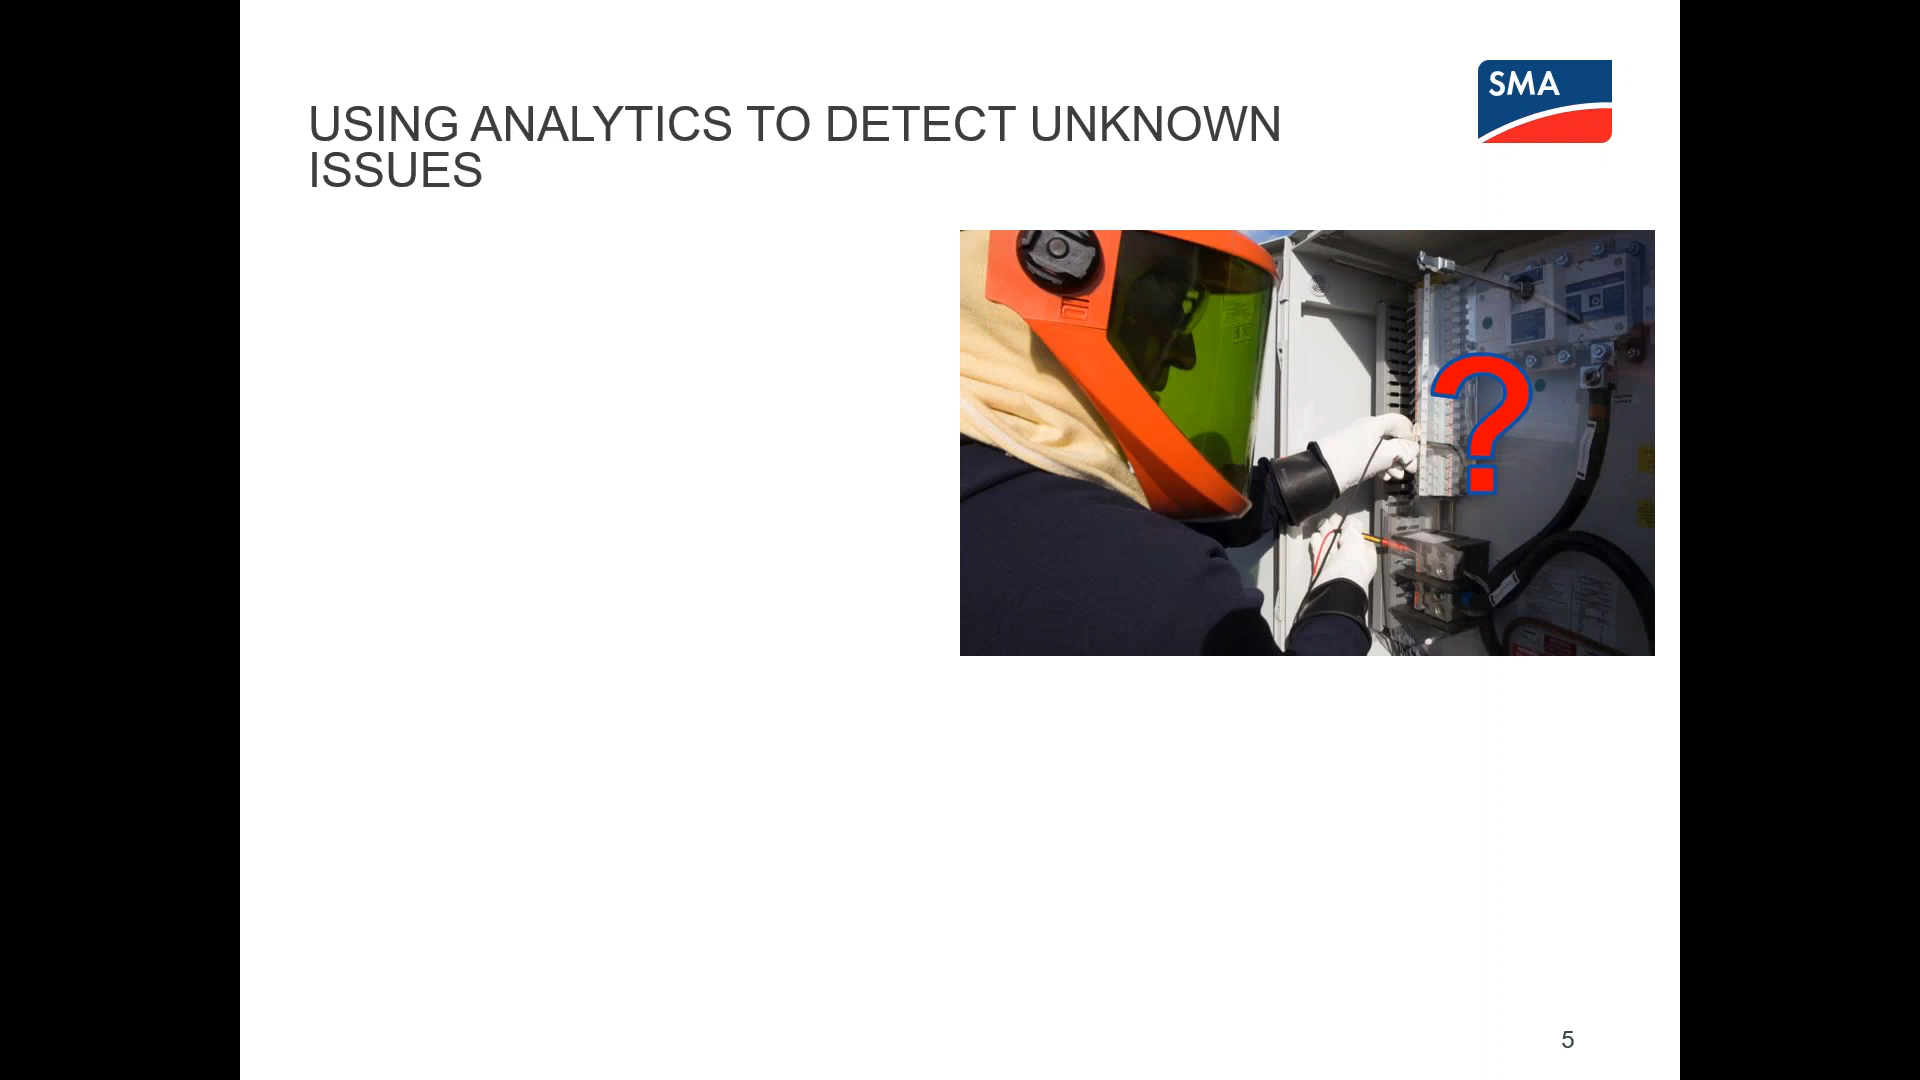 SMA
USING ANALYTICS TO DETECT UNKNOWN
ISSUES
?
5